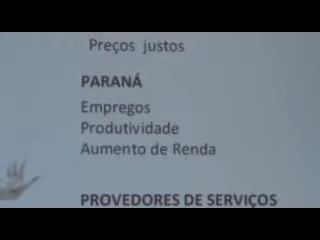 Preços justos
PARANÁ
Empregos
Produtividade
Aumento de Renda
PROVEDORES DE SERVIÇOS